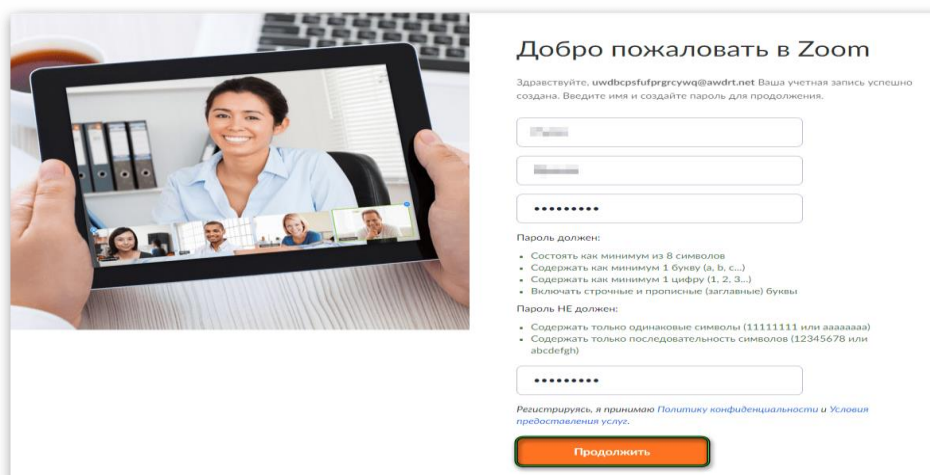 Добро пожаловать в Zoom
Здравствуйте, uwdbcpsfufprgrcywq@awdrt.net Ваша учетная запись успешно
создана. Введите имя и создайте пароль для продолжения.
•••••••••
Пароль должен:
• Состоять как минимум из 8 символов
• Содержать как минимум 1 букву (a, b, c...)
• Содержать как минимум 1 цифру (1, 2, 3...)
• Включать строчные и прописные (заглавные) буквы
Пароль НЕ должен:
• Содержать только одинаковые символы (11111111 или aaaaaaaa)
• Содержать только последовательность символов (12345678 или
abcdefgh)
•••••••••
Регистрируясь, я принимаю Политику конфиденциальности и Условия
предоставления услуг.
Продолжить